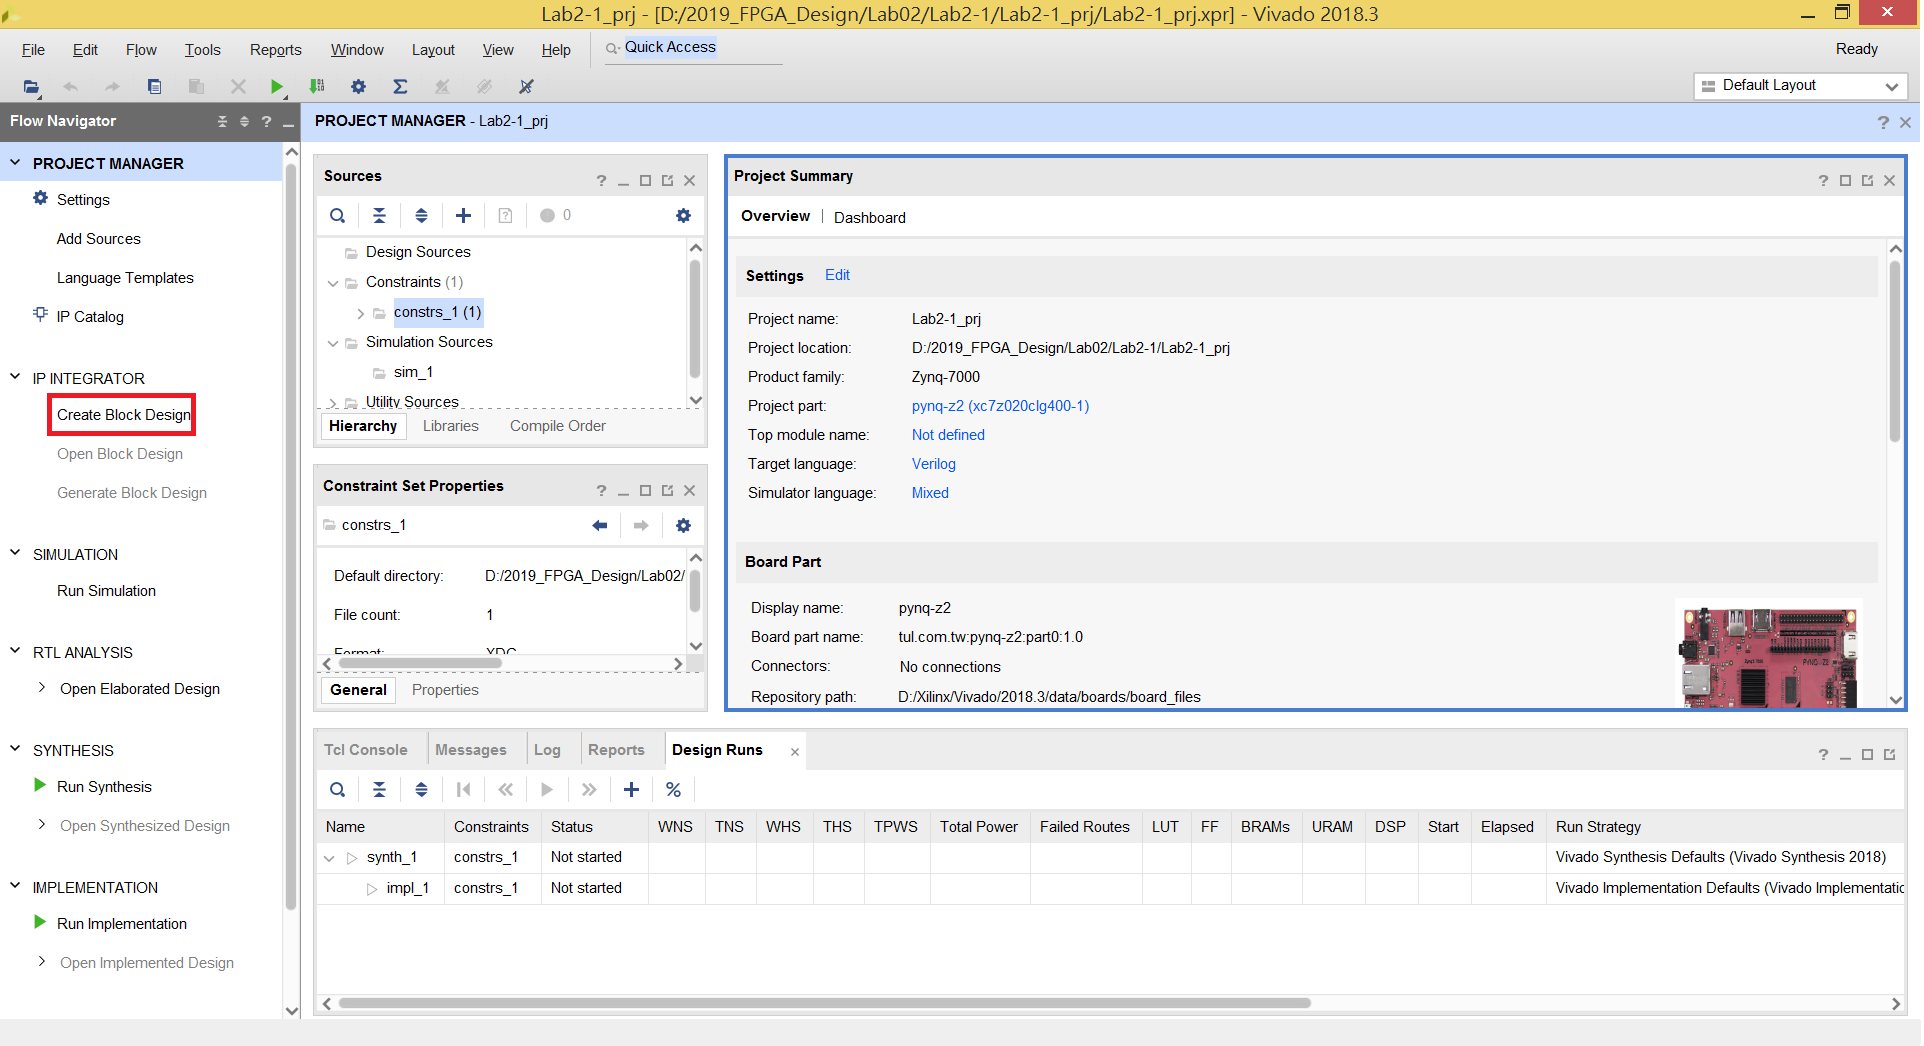 Lab2-1_prj - [D:/2019_FPGA_Design/Lab02/Lab2-1/Lab2-1_prj/Lab2-1_prj.xpr] - Vivado 2018.3
File Edit Flow Tools Reports Window Layout View Help Quick Access Ready
Default Layout
Flow Navigator
PROJECT MANAGER
Settings
Add Sources
Language Templates
IP Catalog
IP INTEGRATOR
Create Block Design
Open Block Design
Generate Block Design
SIMULATION
Run Simulation
RTL ANALYSIS
Open Elaborated Design
SYNTHESIS
Run Synthesis
Open Synthesized Design
IMPLEMENTATION
Run Implementation
Open Implemented Design
PROJECT MANAGER - Lab2-1_prj
Sources
0
Design Sources
Constraints (1)
constrs_1 (1)
Simulation Sources
sim_1
Utility Sources
Hierarchy Libraries Compile Order
Constraint Set Properties
constrs_1
Default directory: D:/2019_FPGA_Design/Lab02/
File count: 1
Format: XDC
General Properties
Project Summary
Overview | Dashboard
Settings Edit
Project name: Lab2-1_prj
Project location: D:/2019_FPGA_Design/Lab02/Lab2-1/Lab2-1_prj
Product family: Zynq-7000
Project part: pynq-z2 (xc7z020clg400-1)
Top module name: Not defined
Target language: Verilog
Simulator language: Mixed
Board Part
Display name: pynq-z2
Board part name: tul.com.tw:pynq-z2:part0:1.0
Connectors: No connections
Repository path: D:/Xilinx/Vivado/2018.3/data/boards/board_files
PYNQ-Z2
Tcl Console Messages Log Reports Design Runs
Name Constraints Status WNS TNS WHS THS TPWS Total Power Failed Routes LUT FF BRAMs URAM DSP Start Elapsed Run Strategy
synth_1 constrs_1 Not started Vivado Synthesis Defaults (Vivado Synthesis 2018)
impl_1 constrs_1 Not started Vivado Implementation Defaults (Vivado Implementatio